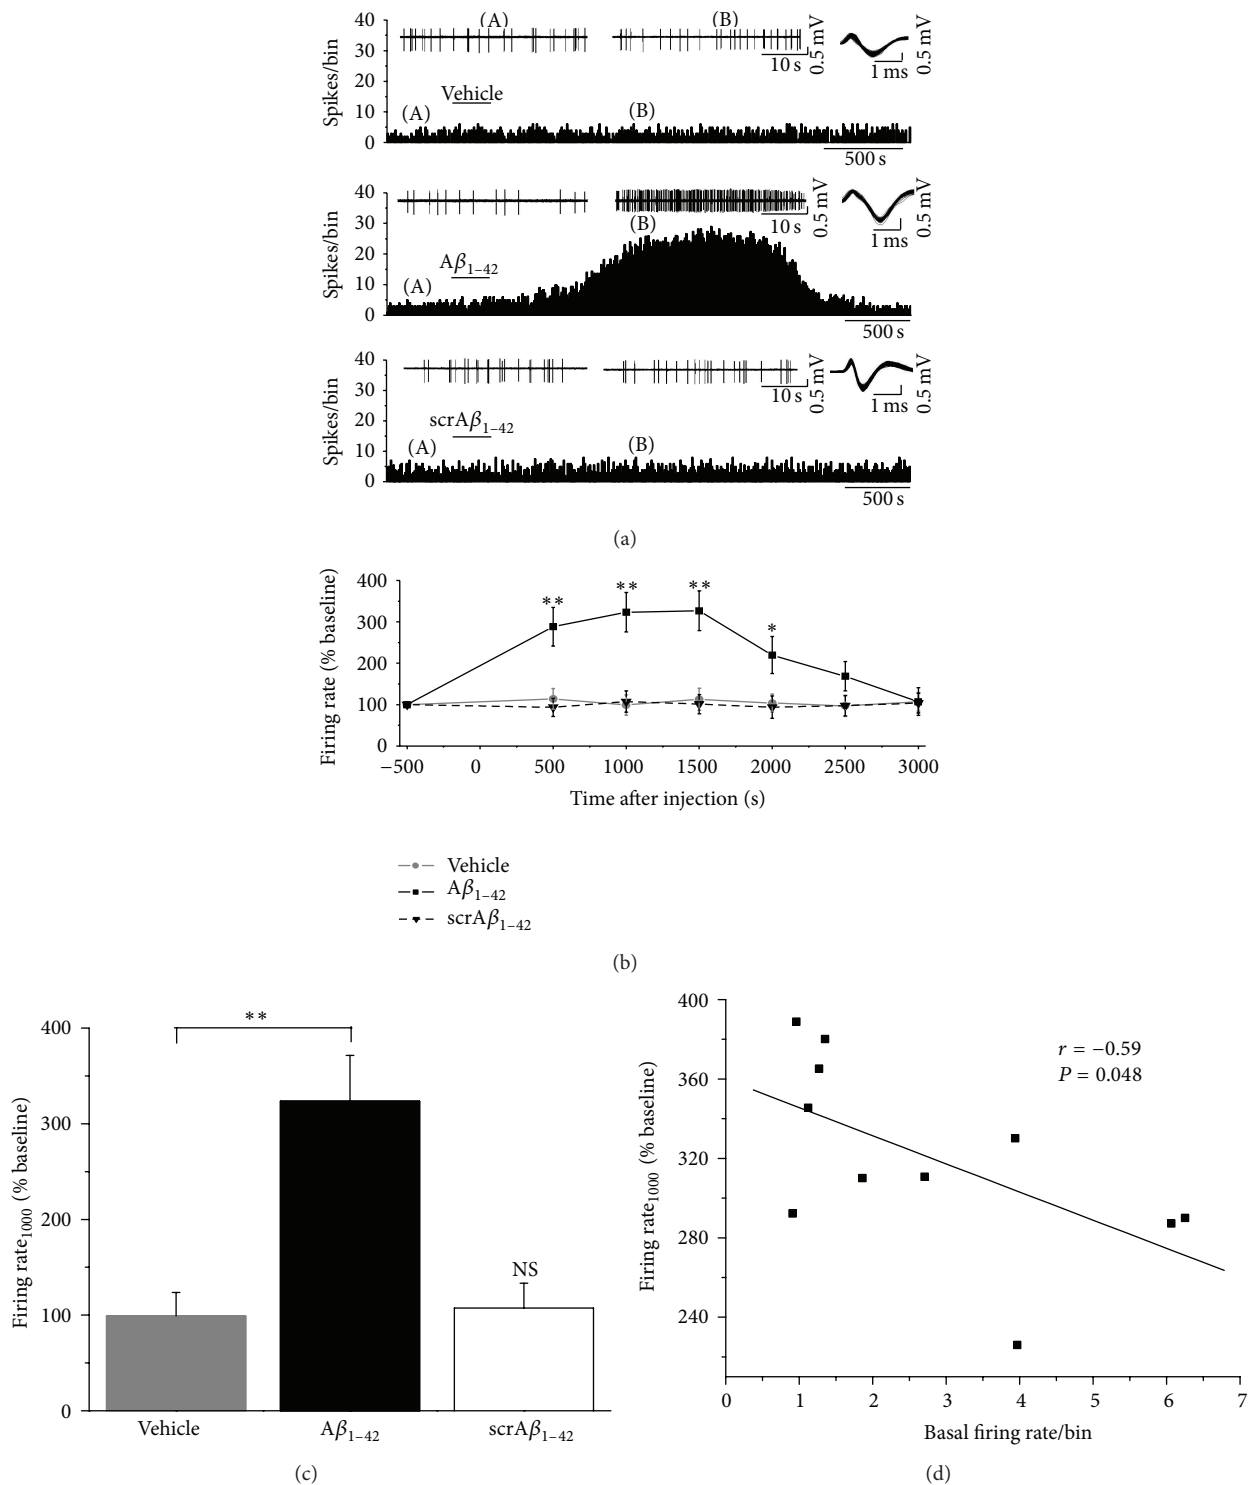 (A) (B)
40
30
20
10
0
Spikes/bin
10 s
0.5 mV
1 ms
0.5 mV
Vehicle
(A) (B)
500 s
40
30
20
10
0
Spikes/bin
10 s
0.5 mV
1 ms
0.5 mV
(B)
Aβ1–42
(A)
500 s
40
30
20
10
0
Spikes/bin
10 s
0.5 mV
1 ms
0.5 mV
scrAβ1–42
(A) (B)
500 s
(a)
400
300
200
100
0
Firing rate (% baseline)
** ** ** *
−500 0 500 1000 1500 2000 2500 3000
Time after injection (s)
Vehicle
Aβ1–42
scrAβ1–42
(b)
400
300
200
100
0
Firing rate1000 (% baseline)
**
NS
Vehicle Aβ1–42 scrAβ1–42
(c)
400
360
320
280
240
Firing rate1000 (% baseline)
r = −0.59
P = 0.048
0 1 2 3 4 5 6 7
Basal firing rate/bin
(d)